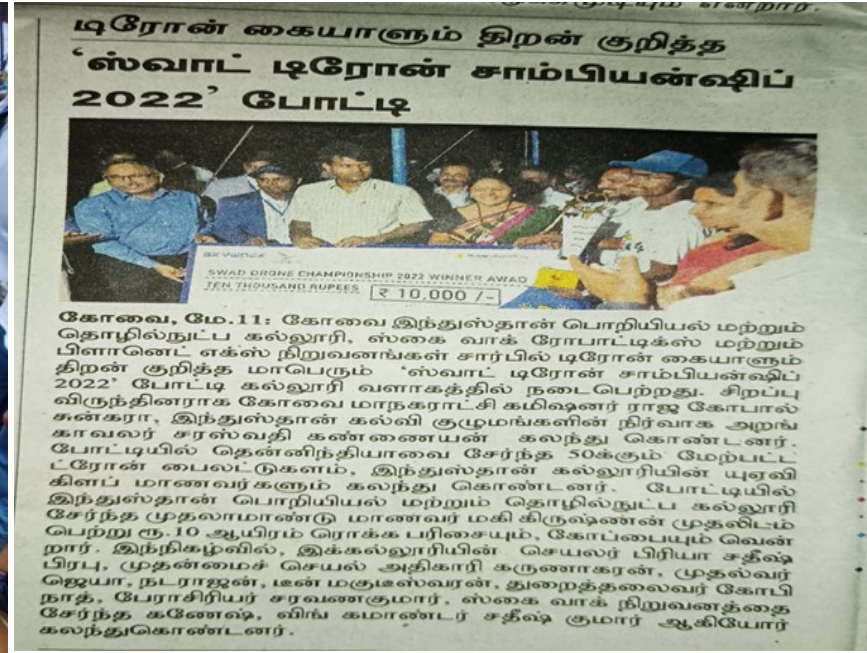 முடியும் என்றார்.
டிரோன் கையாளும் திறன் குறித்த
‘ஸ்வாட் டிரோன் சாம்பியன்ஷிப்
2022’ போட்டி
SWAD DRONE CHAMPIONSHIP 2022 WINNER AWAD
TEN THOUSAND RUPEES ₹ 10,000 /-
கோவை, மே.11: கோவை இந்துஸ்தான் பொறியியல் மற்றும்
தொழில்நுட்ப கல்லூரி, ஸ்கை வாக் ரோபாட்டிக்ஸ் மற்றும்
பிளானெட் எக்ஸ் நிறுவனங்கள் சார்பில் டிரோன் கையாளும்
திறன் குறித்த மாபெரும் ‘ஸ்வாட் டிரோன் சாம்பியன்ஷிப்
2022’ போட்டி கல்லூரி வளாகத்தில் நடைபெற்றது. சிறப்பு
விருந்தினராக கோவை மாநகராட்சி கமிஷனர் ராஜ கோபால்
சுன்கரா, இந்துஸ்தான் கல்வி குழுமங்களின் நிர்வாக அறங்
காவலர் சரஸ்வதி கண்ணையன் கலந்து கொண்டனர்.
போட்டியில் தென்னிந்தியாவை சேர்ந்த 50க்கும் மேற்பட்ட
ட்ரோன் பைலட்டுகளம், இந்துஸ்தான் கல்லூரியின் யுஏவி
கிளப் மாணவர்களும் கலந்து கொண்டனர். போட்டியில்
இந்துஸ்தான் பொறியியல் மற்றும் தொழில்நுட்ப கல்லூரி
சேர்ந்த முதலாமாண்டு மாணவர் மகி கிருஷ்ணன் முதலிடம்
பெற்று ரூ.10 ஆயிரம் ரொக்க பரிசையும், கோப்பையும் வென்
றார். இந்நிகழ்வில், இக்கல்லூரியின் செயலர் பிரியா சதீஷ்
பிரபு, முதன்மைச் செயல் அதிகாரி கருணாகரன், முதல்வர்
ஜெயா, நடராஜன், டீன் மகுடீஸ்வரன், துறைத்தலைவர் கோபி
நாத், பேராசிரியர் சரவணகுமார், ஸ்கை வாக் நிறுவனத்தை
சேர்ந்த கணேஷ், விங் கமாண்டர் சதீஷ் குமார் ஆகியோர்
கலந்துகொண்டனர்.